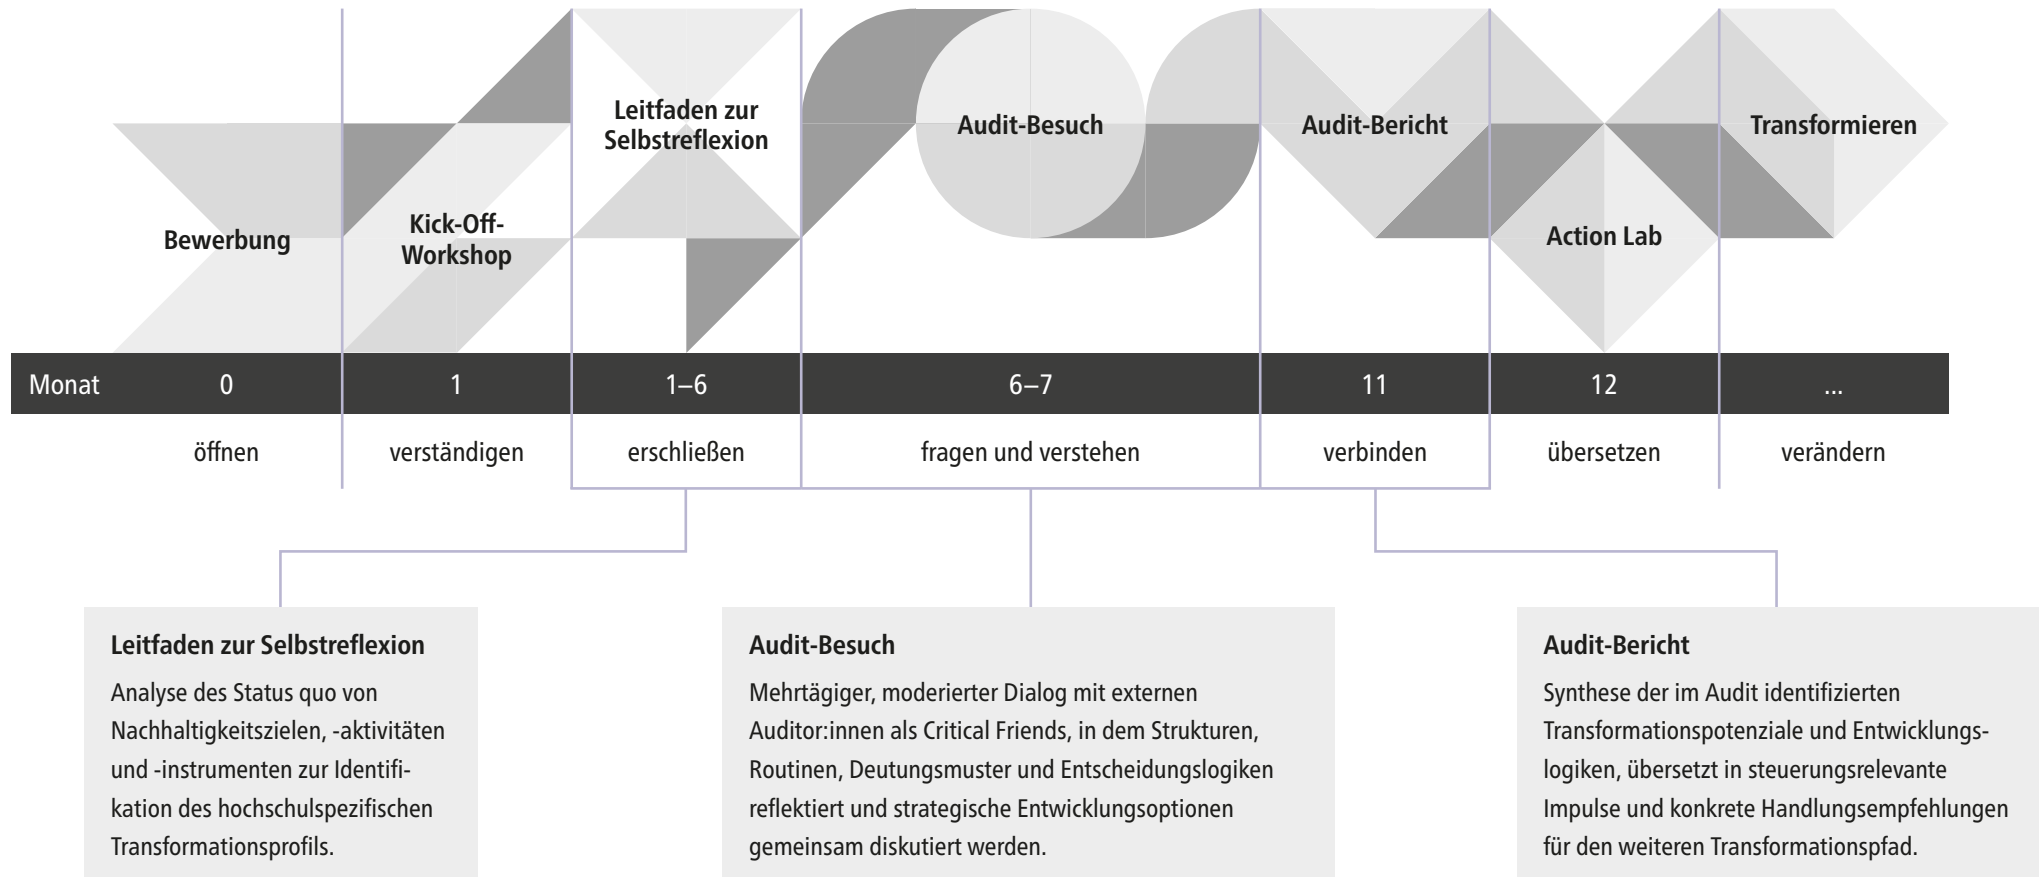 Leitfaden zur
Selbstreflexion
Audit-Besuch
Audit-Bericht
Transformieren
Bewerbung
Kick-Off-
Workshop
Action Lab
Monat 0 1 1–6 6–7 11 12 ...
öffnen verständigen erschließen fragen und verstehen verbinden übersetzen verändern
Leitfaden zur Selbstreflexion
Analyse des Status quo von
Nachhaltigkeitszielen, -aktivitäten
und -instrumenten zur Identifi-
kation des hochschulspezifischen
Transformationsprofils.
Audit-Besuch
Mehrtägiger, moderierter Dialog mit externen
Auditor:innen als Critical Friends, in dem Strukturen,
Routinen, Deutungsmuster und Entscheidungslogiken
reflektiert und strategische Entwicklungsoptionen
gemeinsam diskutiert werden.
Audit-Bericht
Synthese der im Audit identifizierten
Transformationspotenziale und Entwicklungs-
logiken, übersetzt in steuerungsrelevante
Impulse und konkrete Handlungsempfehlungen
für den weiteren Transformationspfad.